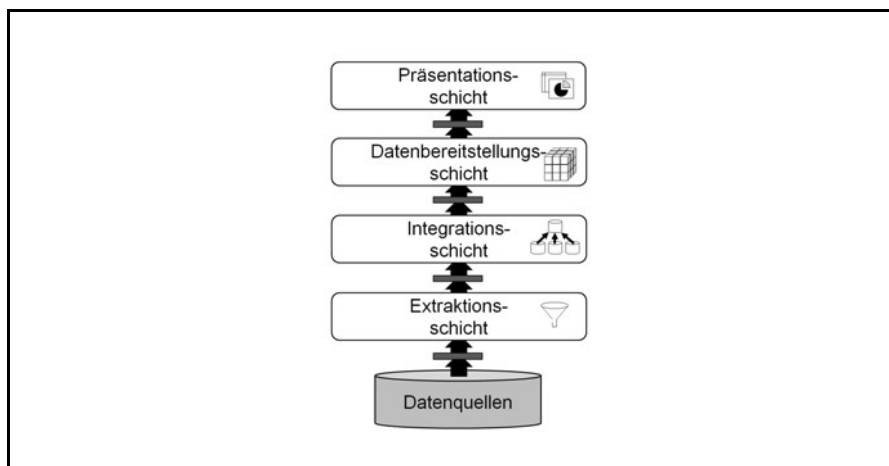 Präsentations-
schicht
Datenbereitstellungs-
schicht
Integrations-
schicht
Extraktions-
schicht
Datenquellen